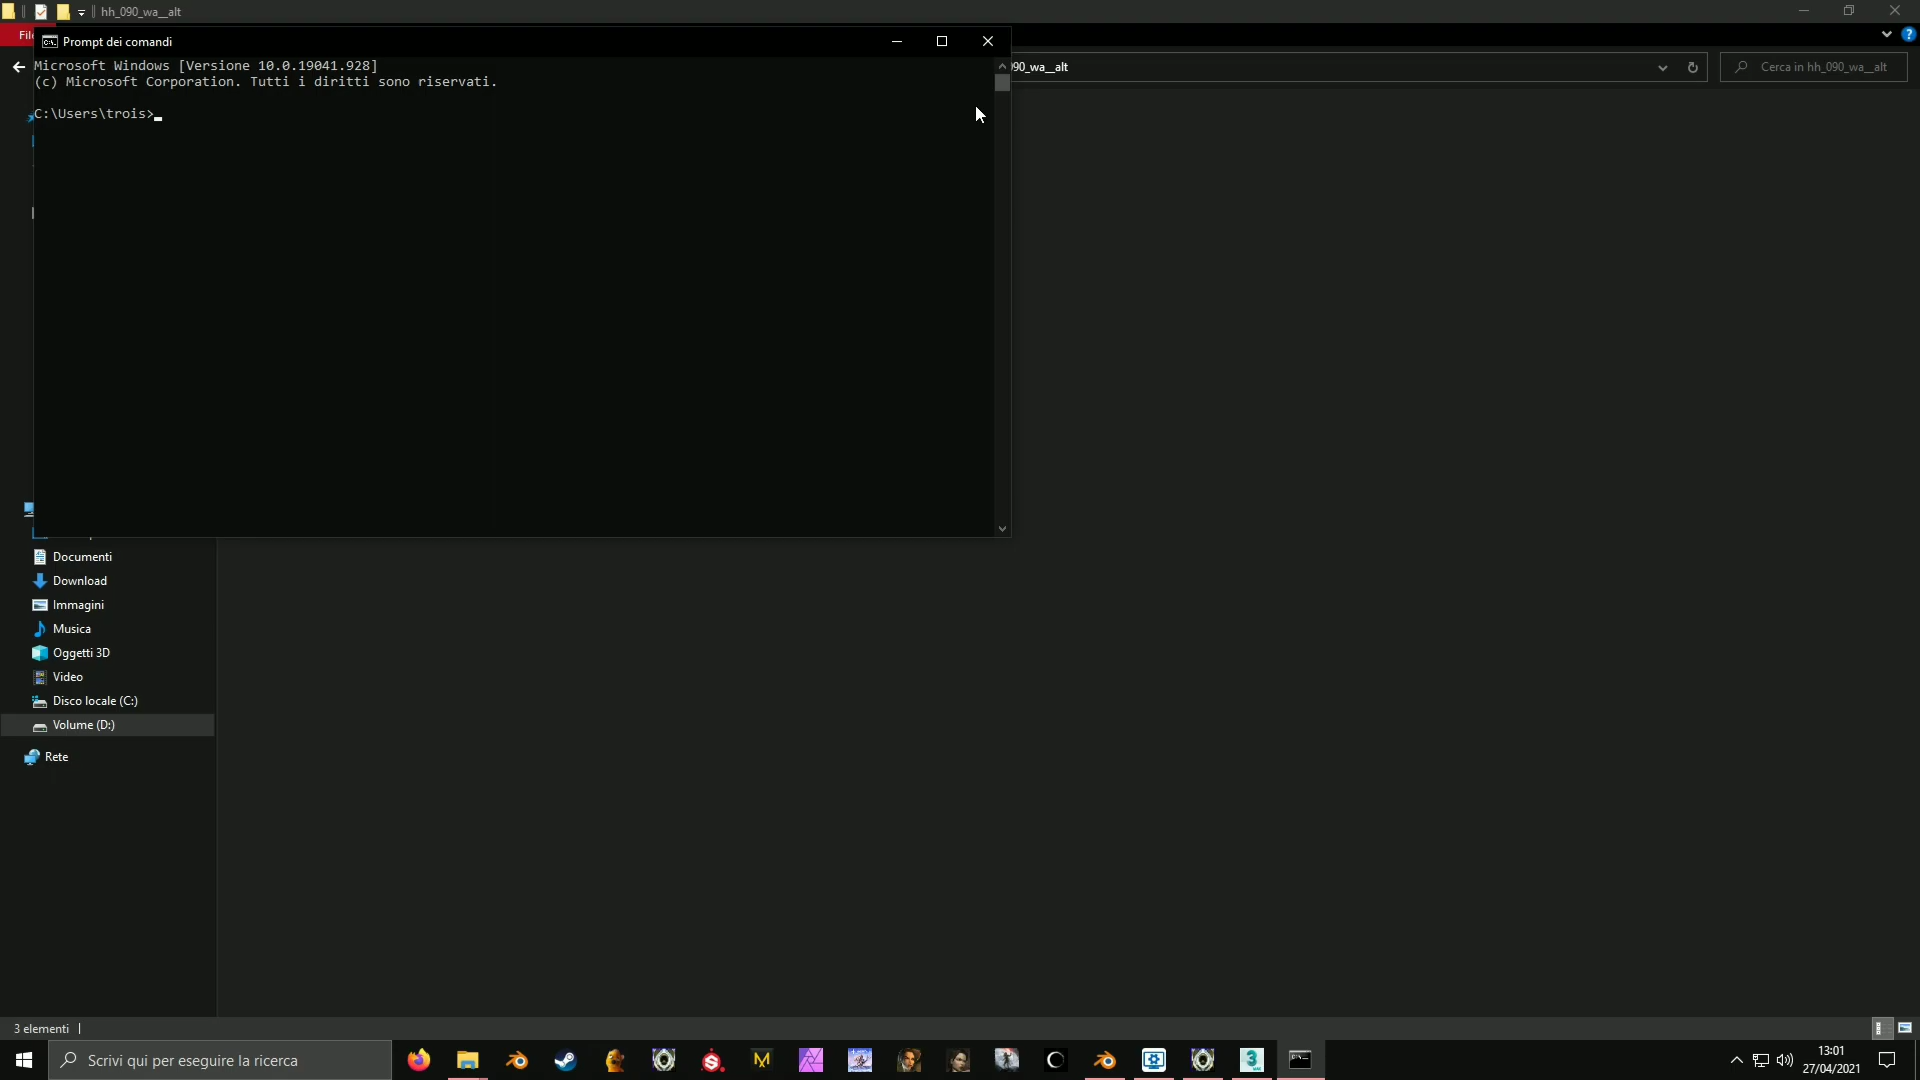 hh_090_wa__alt
Prompt dei comandi
Microsoft Windows [Versione 10.0.19041.928]
(c) Microsoft Corporation. Tutti i diritti sono riservati.
C:\Users\trois>
90_wa__alt
Cerca in hh_090_wa__alt
Documenti
Download
Immagini
Musica
Oggetti 3D
Video
Disco locale (C:)
Volume (D:)
Rete
3 elementi
Scrivi qui per eseguire la ricerca
13:01
27/04/2021